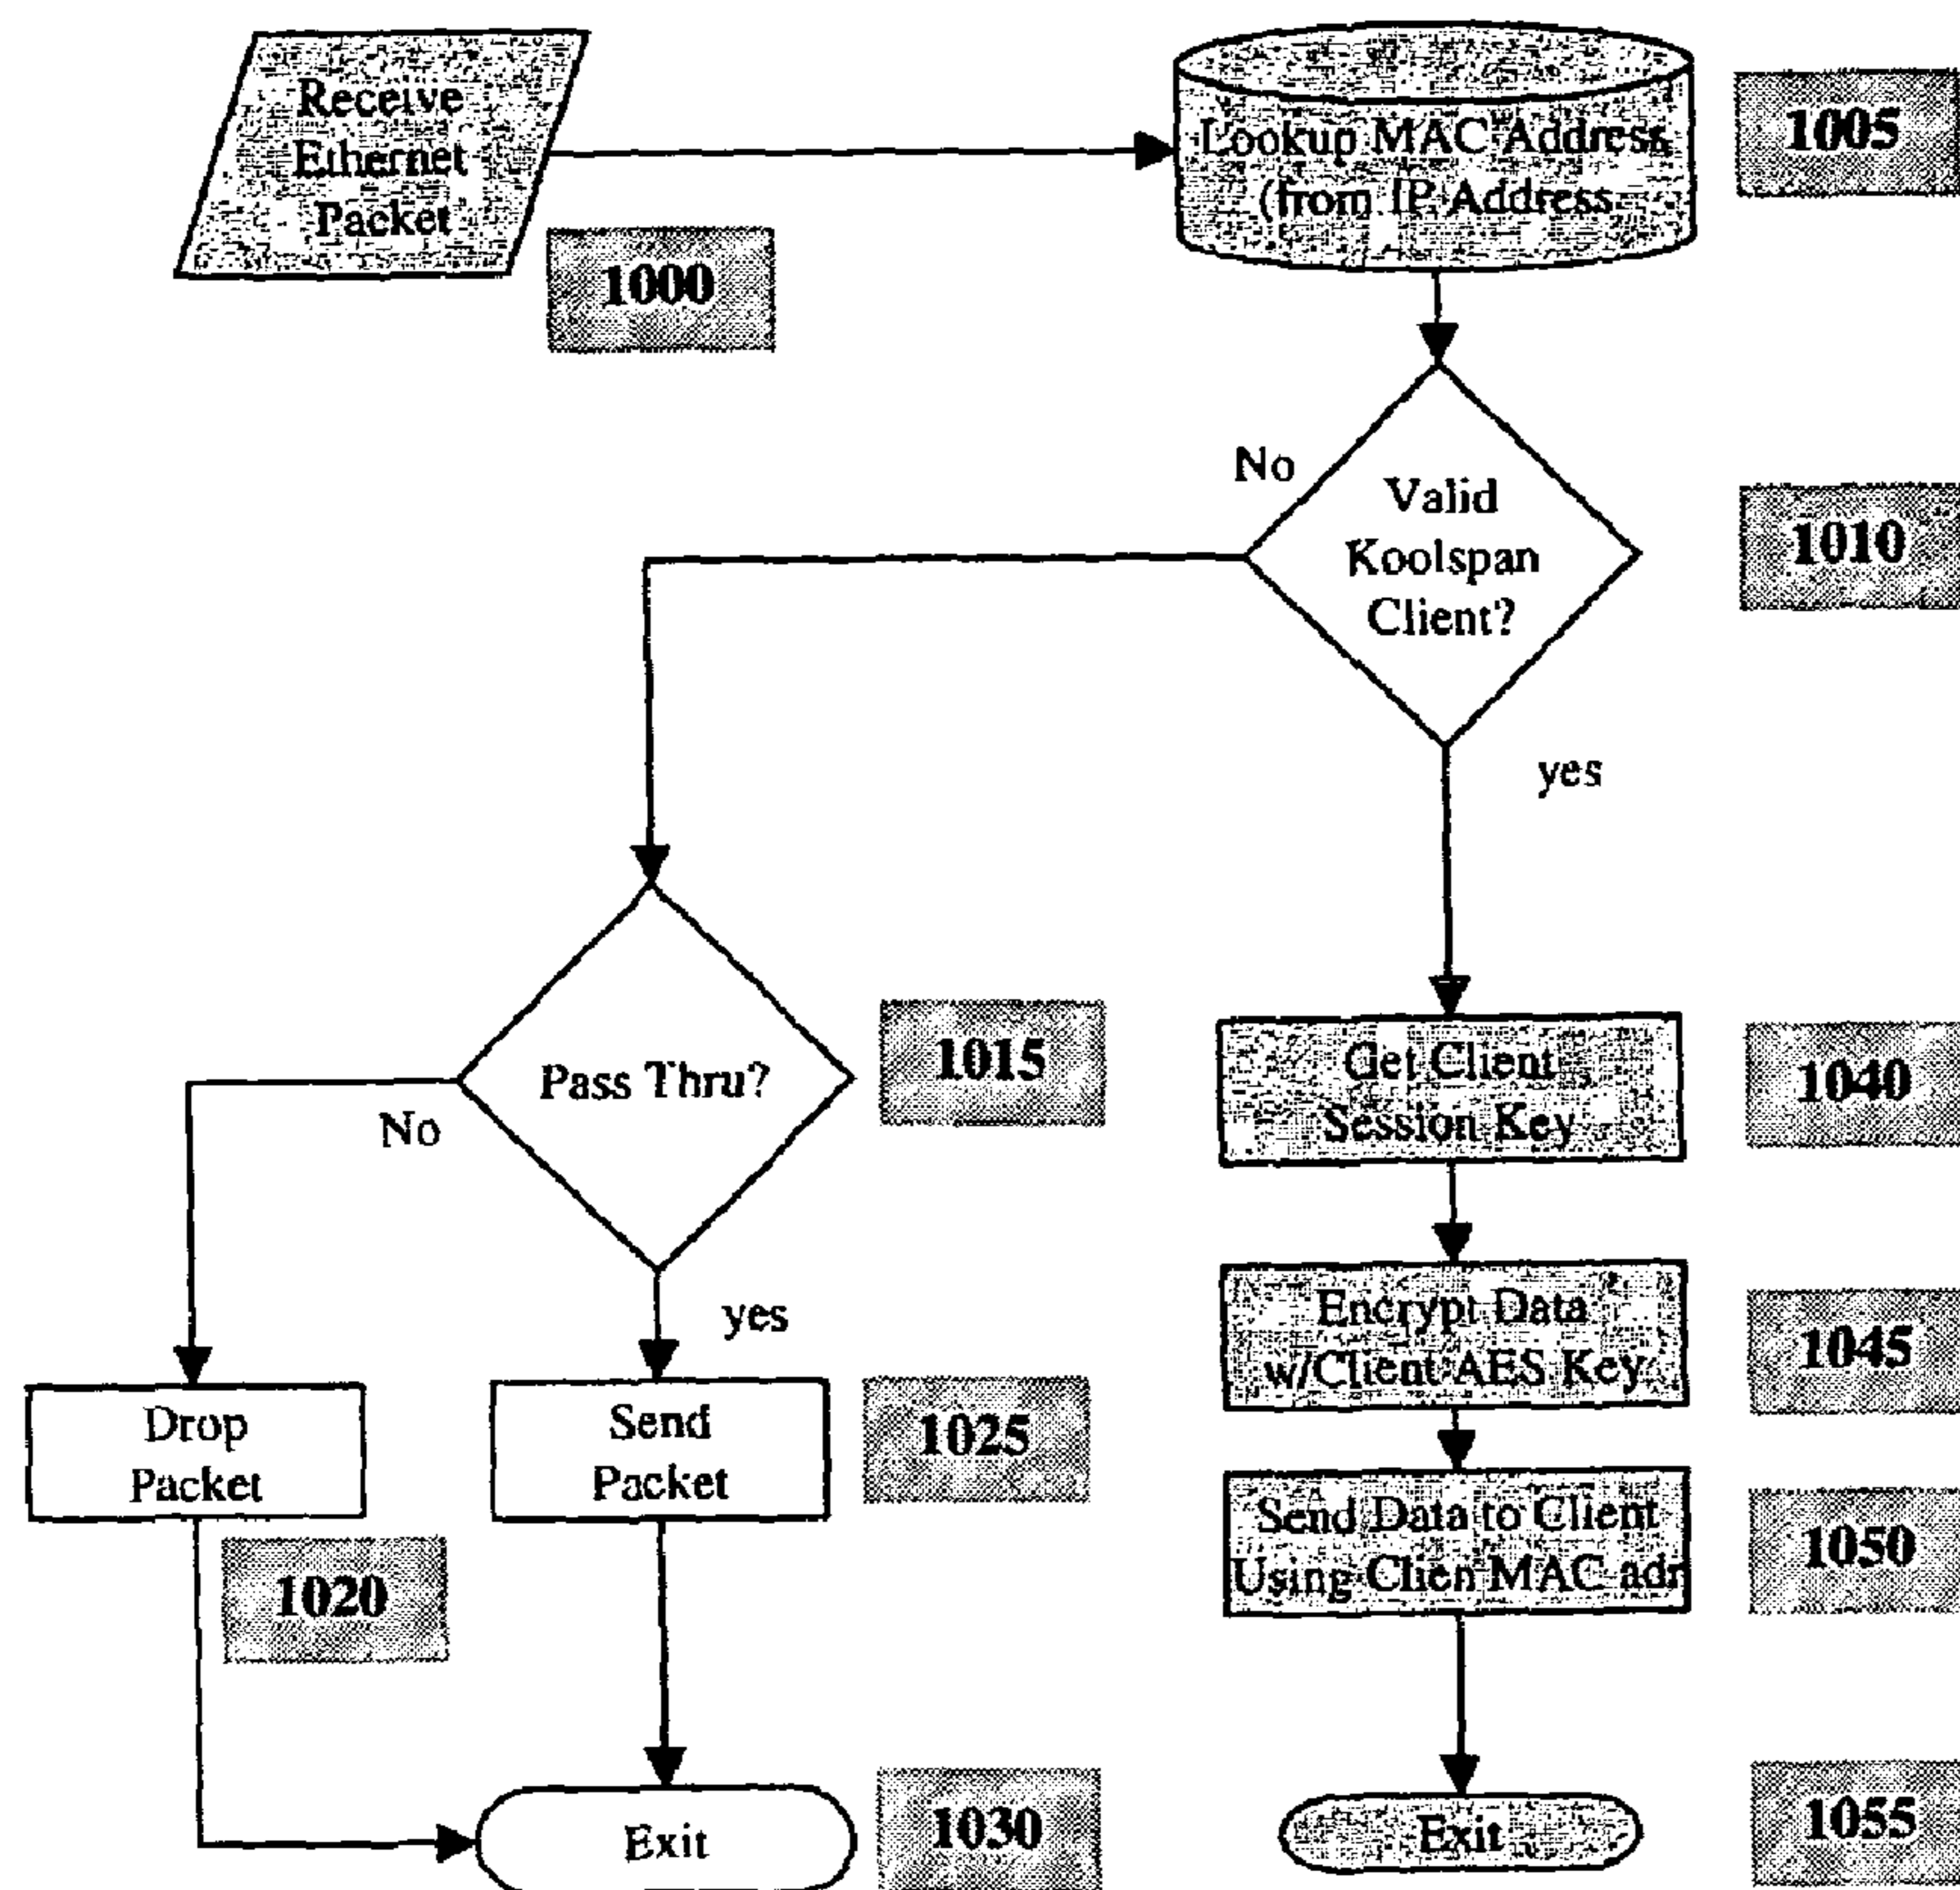 Receive
Ethernet
Packet
1000
Lookup MAC Address
(from IP Address
1005
No
Valid
Koolspan
Client?
1010
yes
Pass Thru?
1015
No
yes
Get Client
Session Key
1040
Encrypt Data
w/Client AES Key
1045
Drop
Packet
1020
Send
Packet
1025
Send Data to Client
Using Clien MAC adr
1050
Exit
1030
Exit
1055